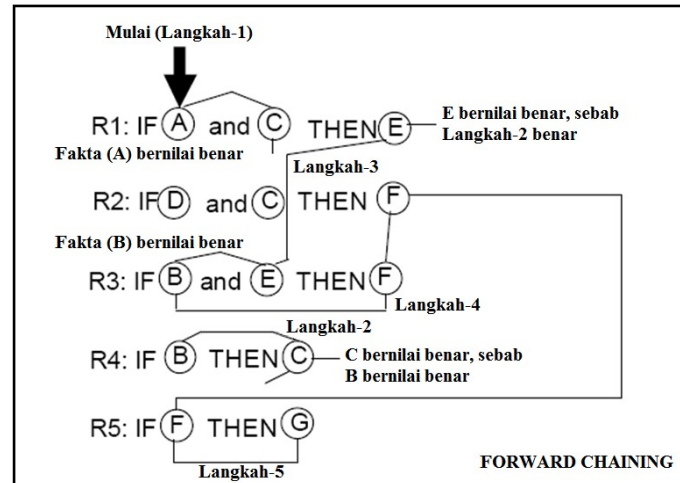 Mulai (Langkah-1)
R1: IF A and C THEN E
E bernilai benar, sebab
Langkah-2 benar
Fakta (A) bernilai benar
Langkah-3
R2: IF D and C THEN F
Fakta (B) bernilai benar
R3: IF B and E THEN F
Langkah-4
Langkah-2
R4: IF B THEN C
C bernilai benar, sebab
B bernilai benar
R5: IF F THEN G
Langkah-5
FORWARD CHAINING